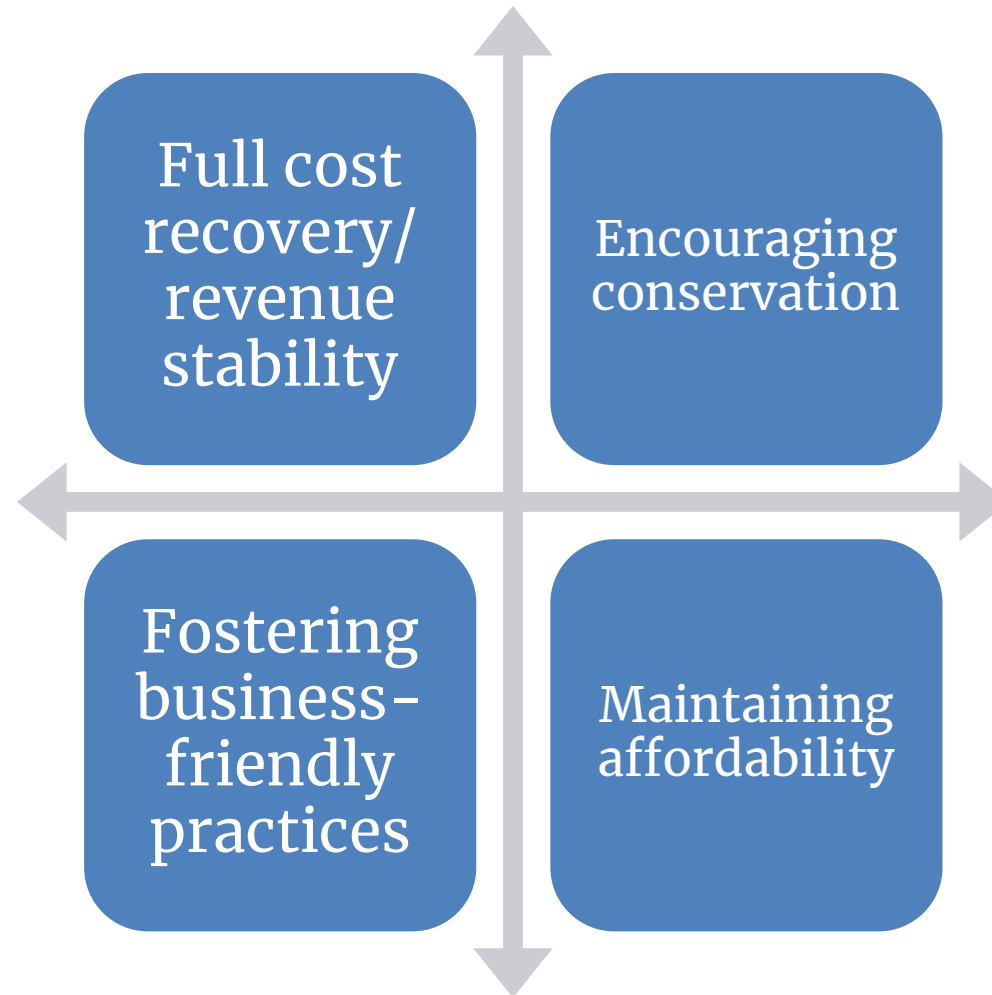 Full cost
recovery/
revenue
stability
Encouraging
conservation
Fostering
business-
friendly
practices
Maintaining
affordability